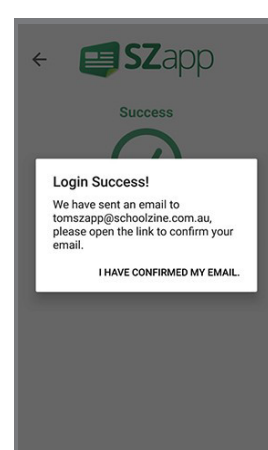 SZapp
Success
Login Success!
We have sent an email to
tomszapp@schoolzine.com.au,
please open the link to confirm your
email.
I HAVE CONFIRMED MY EMAIL.